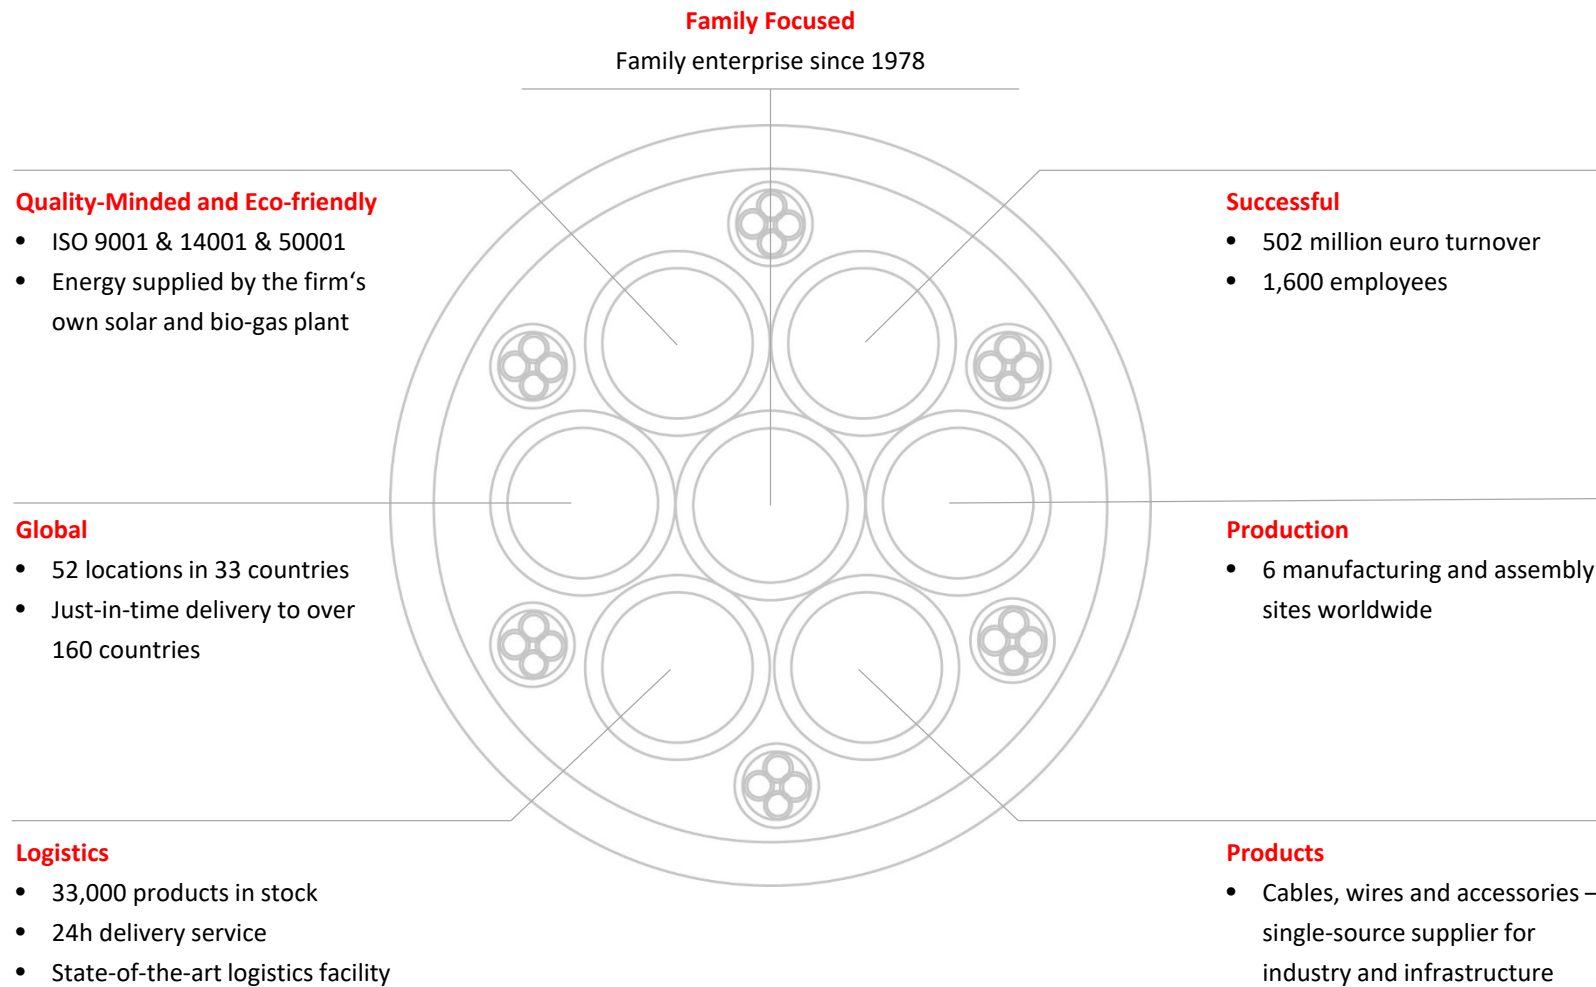 Family Focused
Family enterprise since 1978
Quality-Minded and Eco-friendly
• ISO 9001 & 14001 & 50001
• Energy supplied by the firm‘s
own solar and bio-gas plant
Successful
• 502 million euro turnover
• 1,600 employees
Global
• 52 locations in 33 countries
• Just-in-time delivery to over
160 countries
Production
• 6 manufacturing and assembly
sites worldwide
Logistics
• 33,000 products in stock
• 24h delivery service
• State-of-the-art logistics facility
Products
• Cables, wires and accessories –
single-source supplier for
industry and infrastructure